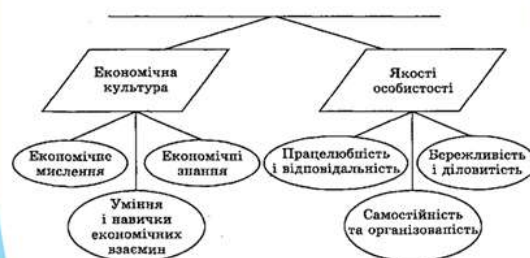 Економічна
культура
Якості
особистості
Економічне
мислення
Економічні
знання
Працелюбність
і відповідальність
Бережливість
і діловитість
Уміння
і навички
економічних
взаємин
Самостійність
та організованість